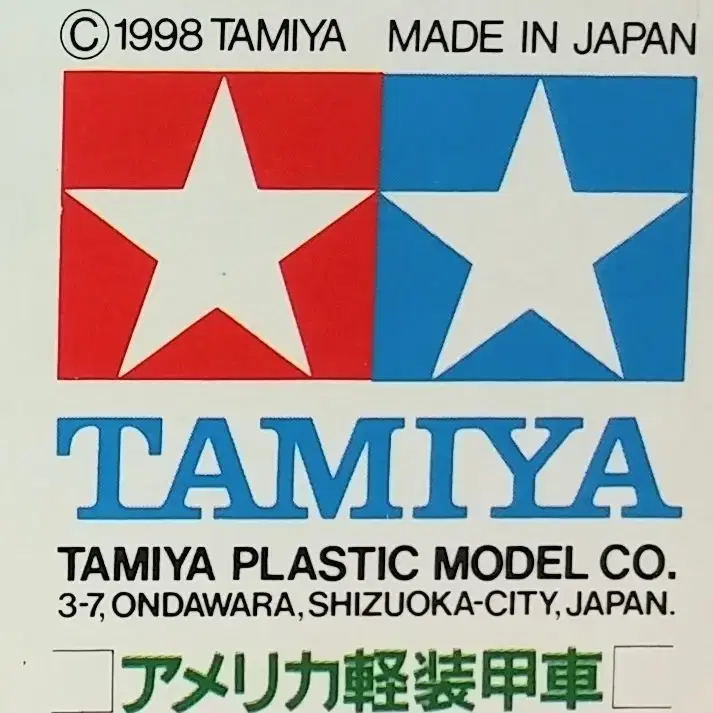 ©1998 TAMIYA MADE IN JAPAN
TAMIYA
TAMIYA PLASTIC MODEL CO.
3-7, ONDAWARA, SHIZUOKA-CITY, JAPAN.
アメリカ軽装甲車